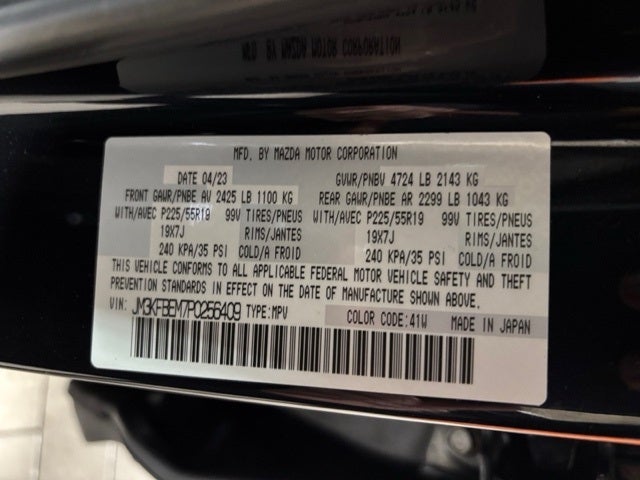 MFD. BY MAZDA MOTOR CORPORATION
DATE 04/23 GVWR/PNBV 4724 LB 2143 KG
FRONT GAWR/PNBE AV 2425 LB 1100 KG REAR GAWR/PNBE AR 2299 LB 1043 KG
WITH/AVEC P225/55R19 99V TIRES/PNEUS WITH/AVEC P225/55R19 99V TIRES/PNEUS
19X7J RIMS/JANTES 19X7J RIMS/JANTES
240 KPA/35 PSI COLD/A FROID 240 KPA/35 PSI COLD/A FROID
THIS VEHICLE CONFORMS TO ALL APPLICABLE FEDERAL MOTOR VEHICLE SAFETY AND THEFT
PREVENTION STANDARDS IN EFFECT ON THE DATE OF MANUFACTURE SHOWN ABOVE.
VIN: JM3KFBEM7P0256409 TYPE:MPV COLOR CODE:41W MADE IN JAPAN